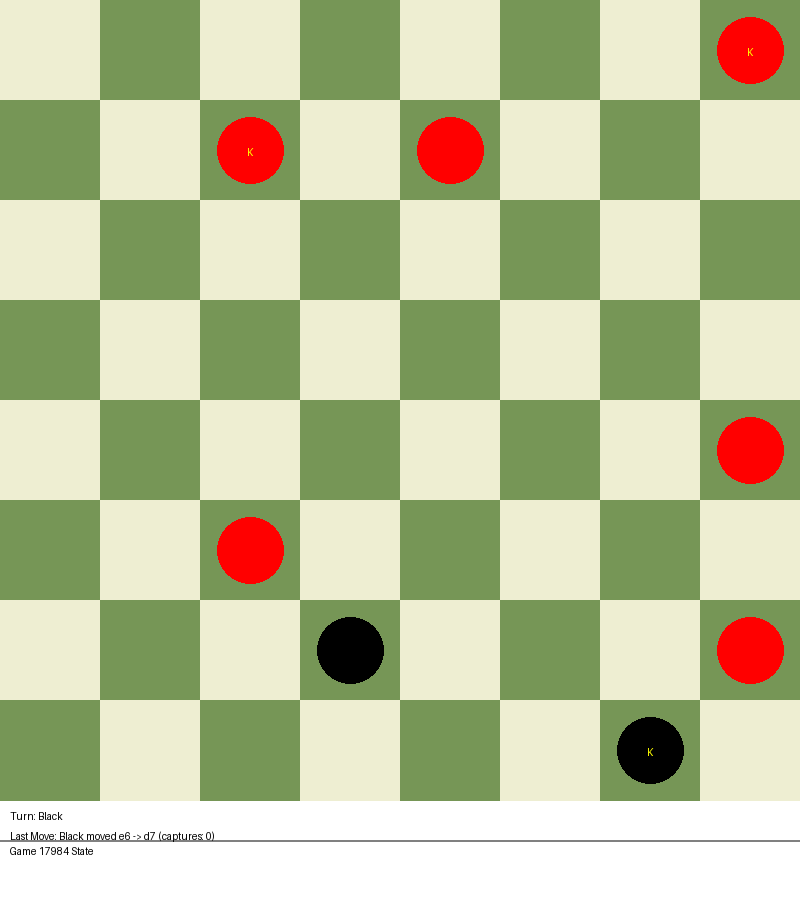 K
K
K
Turn: Black
Last Move: Black moved e6 -> d7 (captures: 0)
Game 17984 State